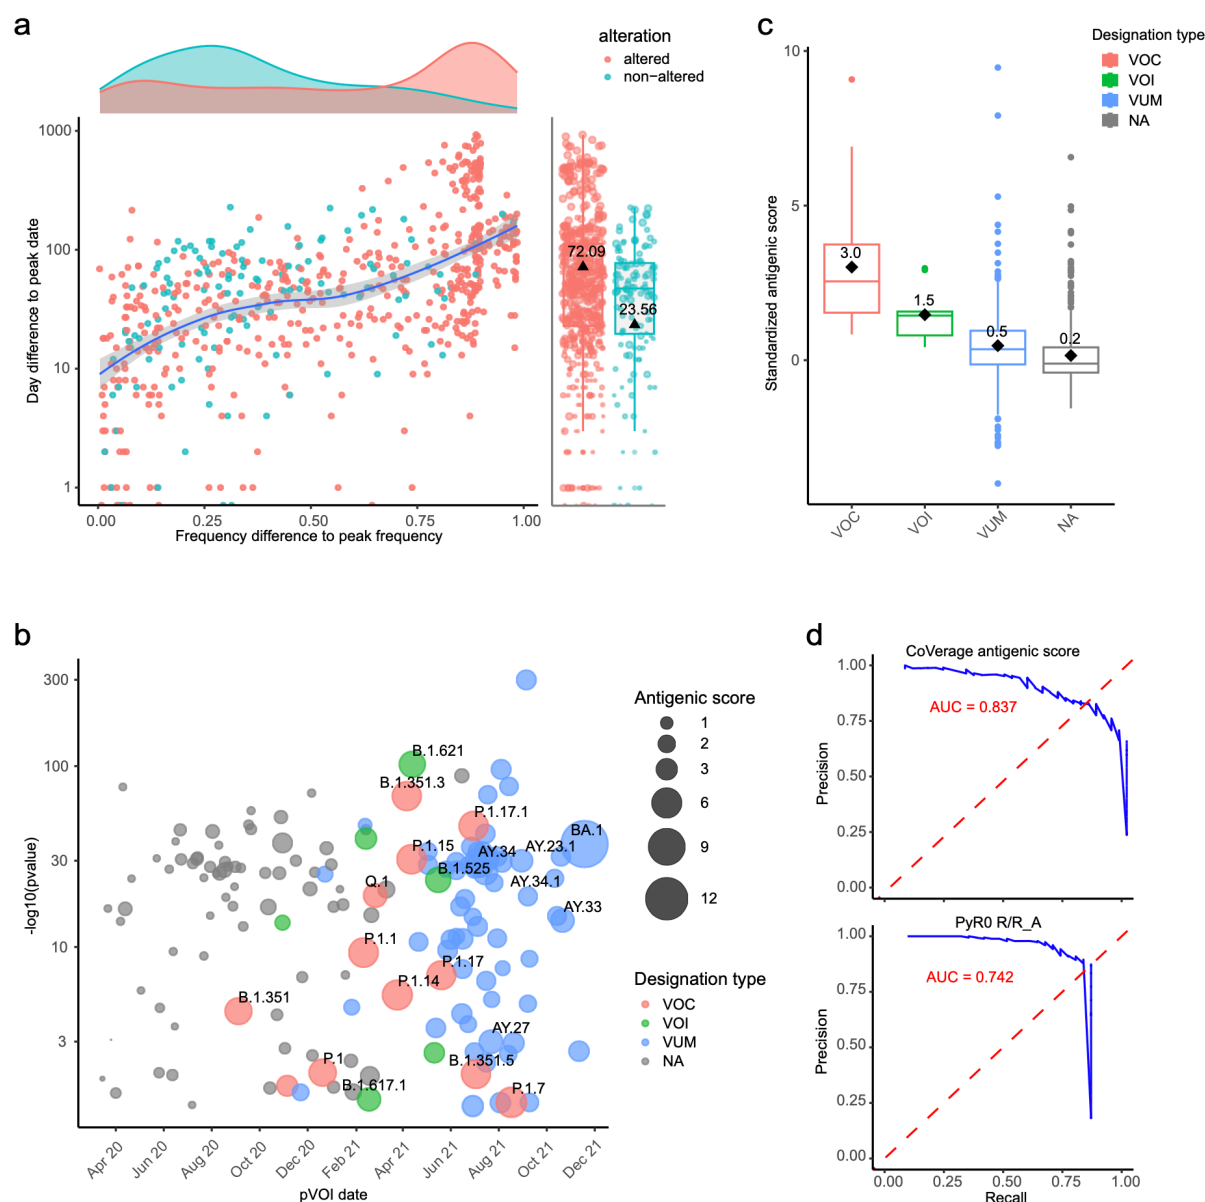 a
alteration
altered
non−altered
1000
100
10
1
Day difference to peak date
72.09
23.56
0.00
0.25
0.50
0.75
1.00
Frequency difference to peak frequency
c
Designation type
VOC
VOI
VUM
NA
10
5
0
Standardized antigenic score
3.0
1.5
0.5
0.2
VOC
VOI
VUM
NA
b
300
100
30
10
3
-log10(pvalue)
B.1.621
B.1.351.3
P.1.17.1
BA.1
P.1.15
AY.34
AY.23.1
B.1.525
Q.1
AY.34.1
AY.33
P.1.1
P.1.17
P.1.14
B.1.351
AY.27
P.1
B.1.351.5
B.1.617.1
P.1.7
Apr 20
Jun 20
Aug 20
Oct 20
Dec 20
Feb 21
Apr 21
Jun 21
Aug 21
Oct 21
Dec 21
pVOI date
Antigenic score
1
2
3
6
9
12
Designation type
VOC
VOI
VUM
NA
d
CoVerage antigenic score
1.00
0.75
0.50
0.25
0.00
Precision
AUC = 0.837
PyR0 R/R_A
1.00
0.75
0.50
0.25
0.00
Precision
AUC = 0.742
0.00
0.25
0.50
0.75
1.00
Recall